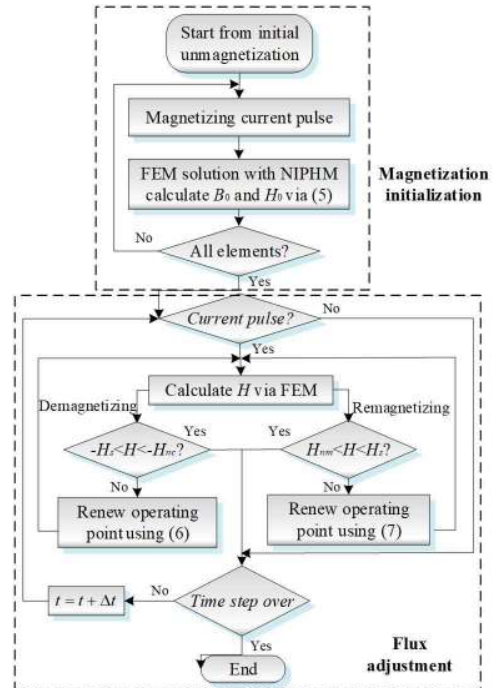 Start from initial
unmagnetization
Magnetizing current pulse
FEM solution with NIPHM
calculate B₀ and H₀ via (5)
Magnetization
initialization
No
All elements?
Yes
Current pulse?
No
Yes
Calculate H via FEM
Demagnetizing
Remagnetizing
-Hₛ<H<-Hₙc?
Yes
Yes
Hₙₘ<H<Hₛ?
No
No
Renew operating
point using (6)
Renew operating
point using (7)
t = t + Δt
No
Time step over
Yes
End
Flux
adjustment